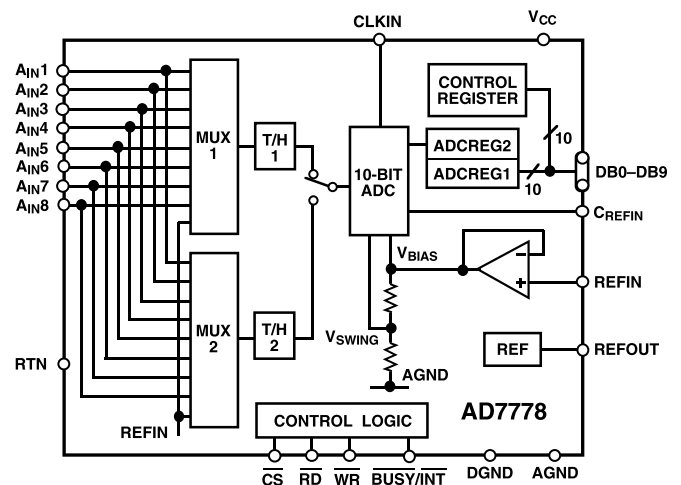 CLKIN
VCC
AIN1
AIN2
AIN3
AIN4
AIN5
AIN6
AIN7
AIN8
MUX
1
T/H
1
10-BIT
ADC
CONTROL
REGISTER
10
ADCREG2
ADCREG1
10
DB0–DB9
CREFIN
VBIAS
REFIN
MUX
2
T/H
2
VSWING
REF
REFOUT
RTN
AGND
REFIN
CONTROL LOGIC
AD7778
CS
RD
WR
BUSY/INT
DGND
AGND